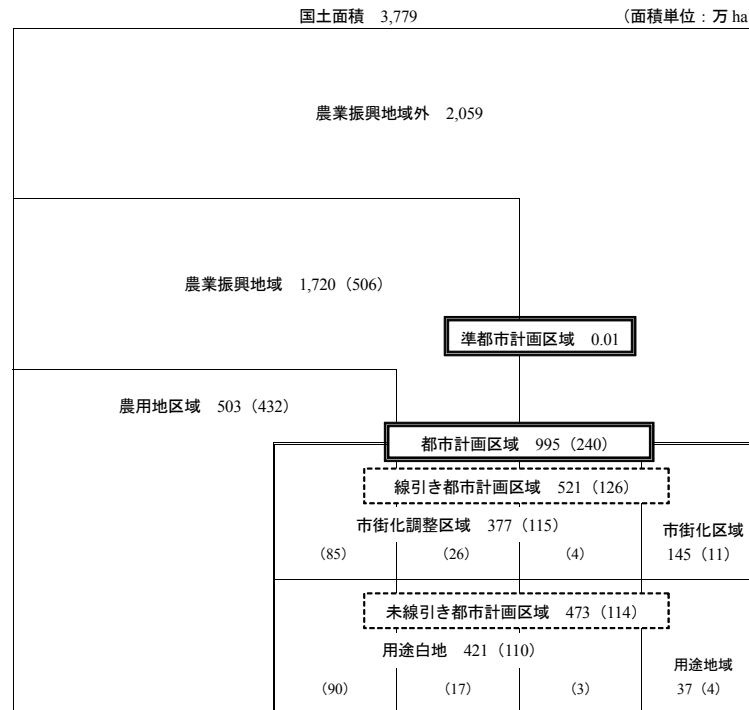 国土面積 3,779 （面積単位：万 ha
農業振興地域外 2,059
農業振興地域 1,720（506）
準都市計画区域 0.01
農用地区域 503（432）
都市計画区域 995（240）
線引き都市計画区域 521（126）
市街化調整区域 377（115）
市街化区域
（85） （26） （4） 145（11）
未線引き都市計画区域 473（114）
用途白地 421（110）
用途地域
（90） （17） （3） 37（4）